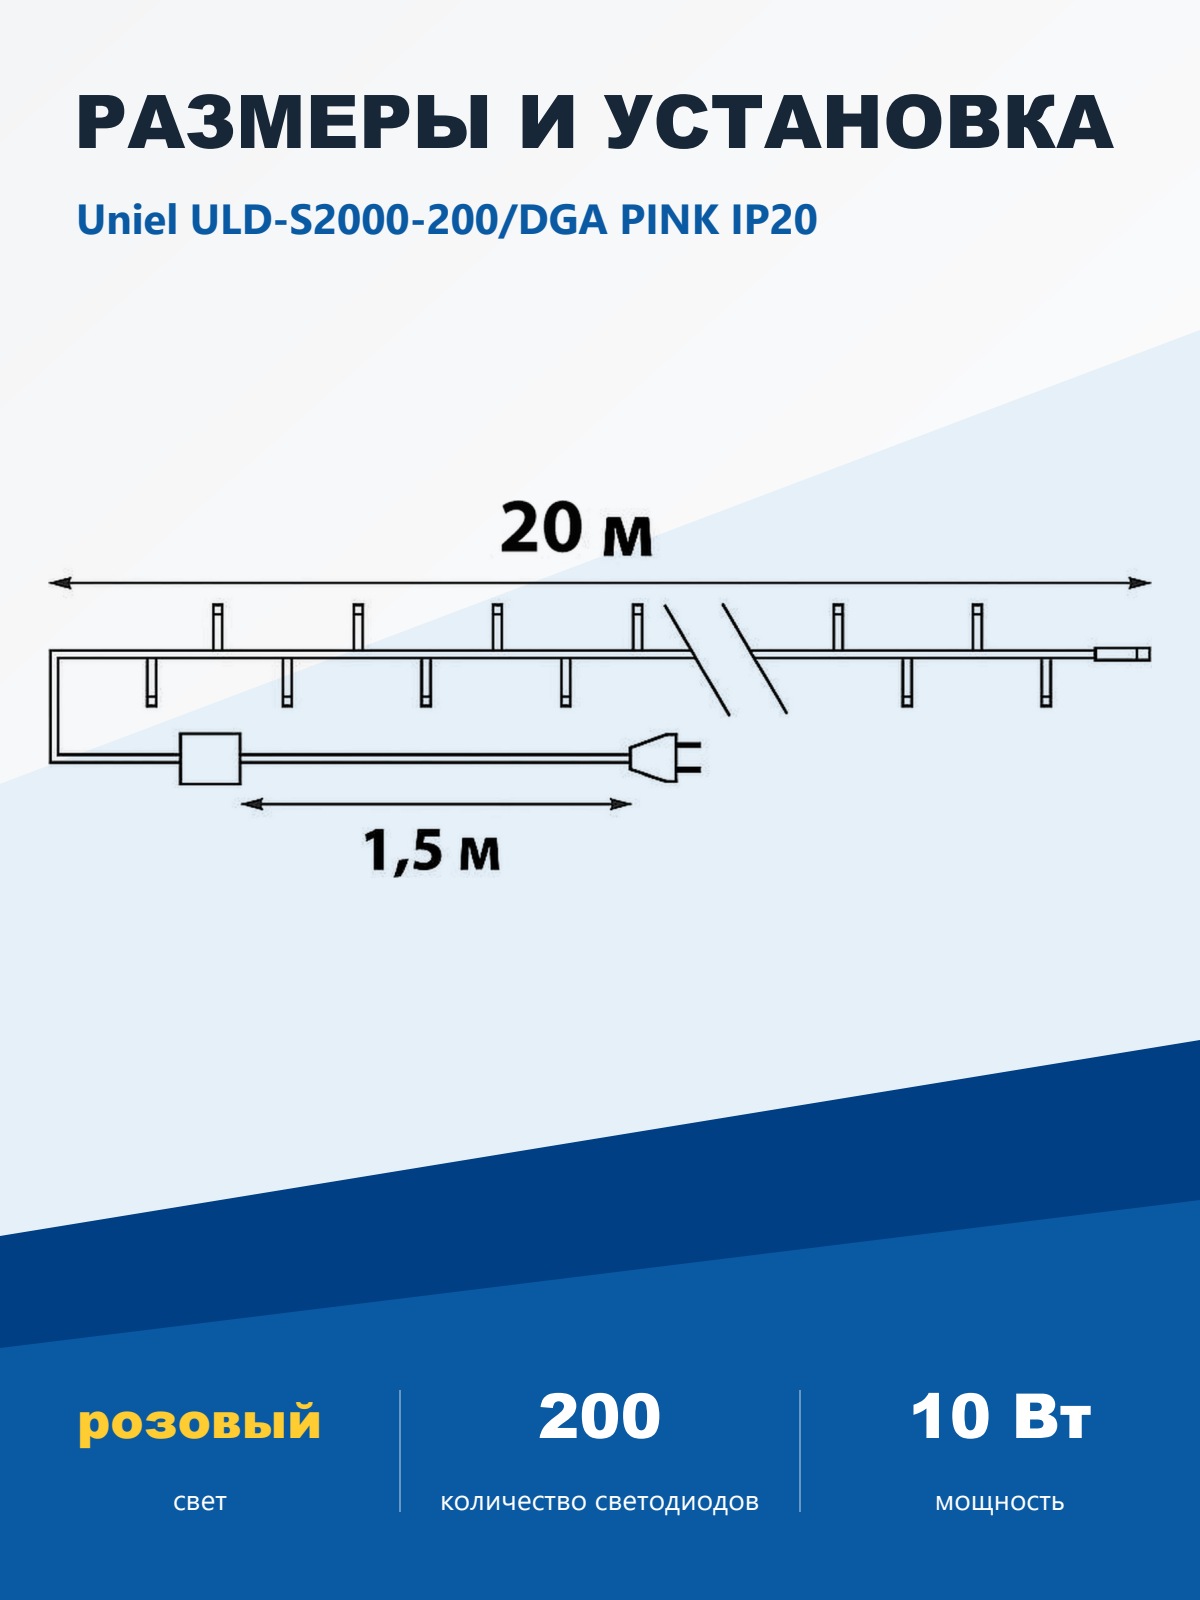 РАЗМЕРЫ И УСТАНОВКА
Uniel ULD-S2000-200/DGA PINK IP20
20 м
1,5 м
розовый
свет
200
количество светодиодов
10 Вт
мощность